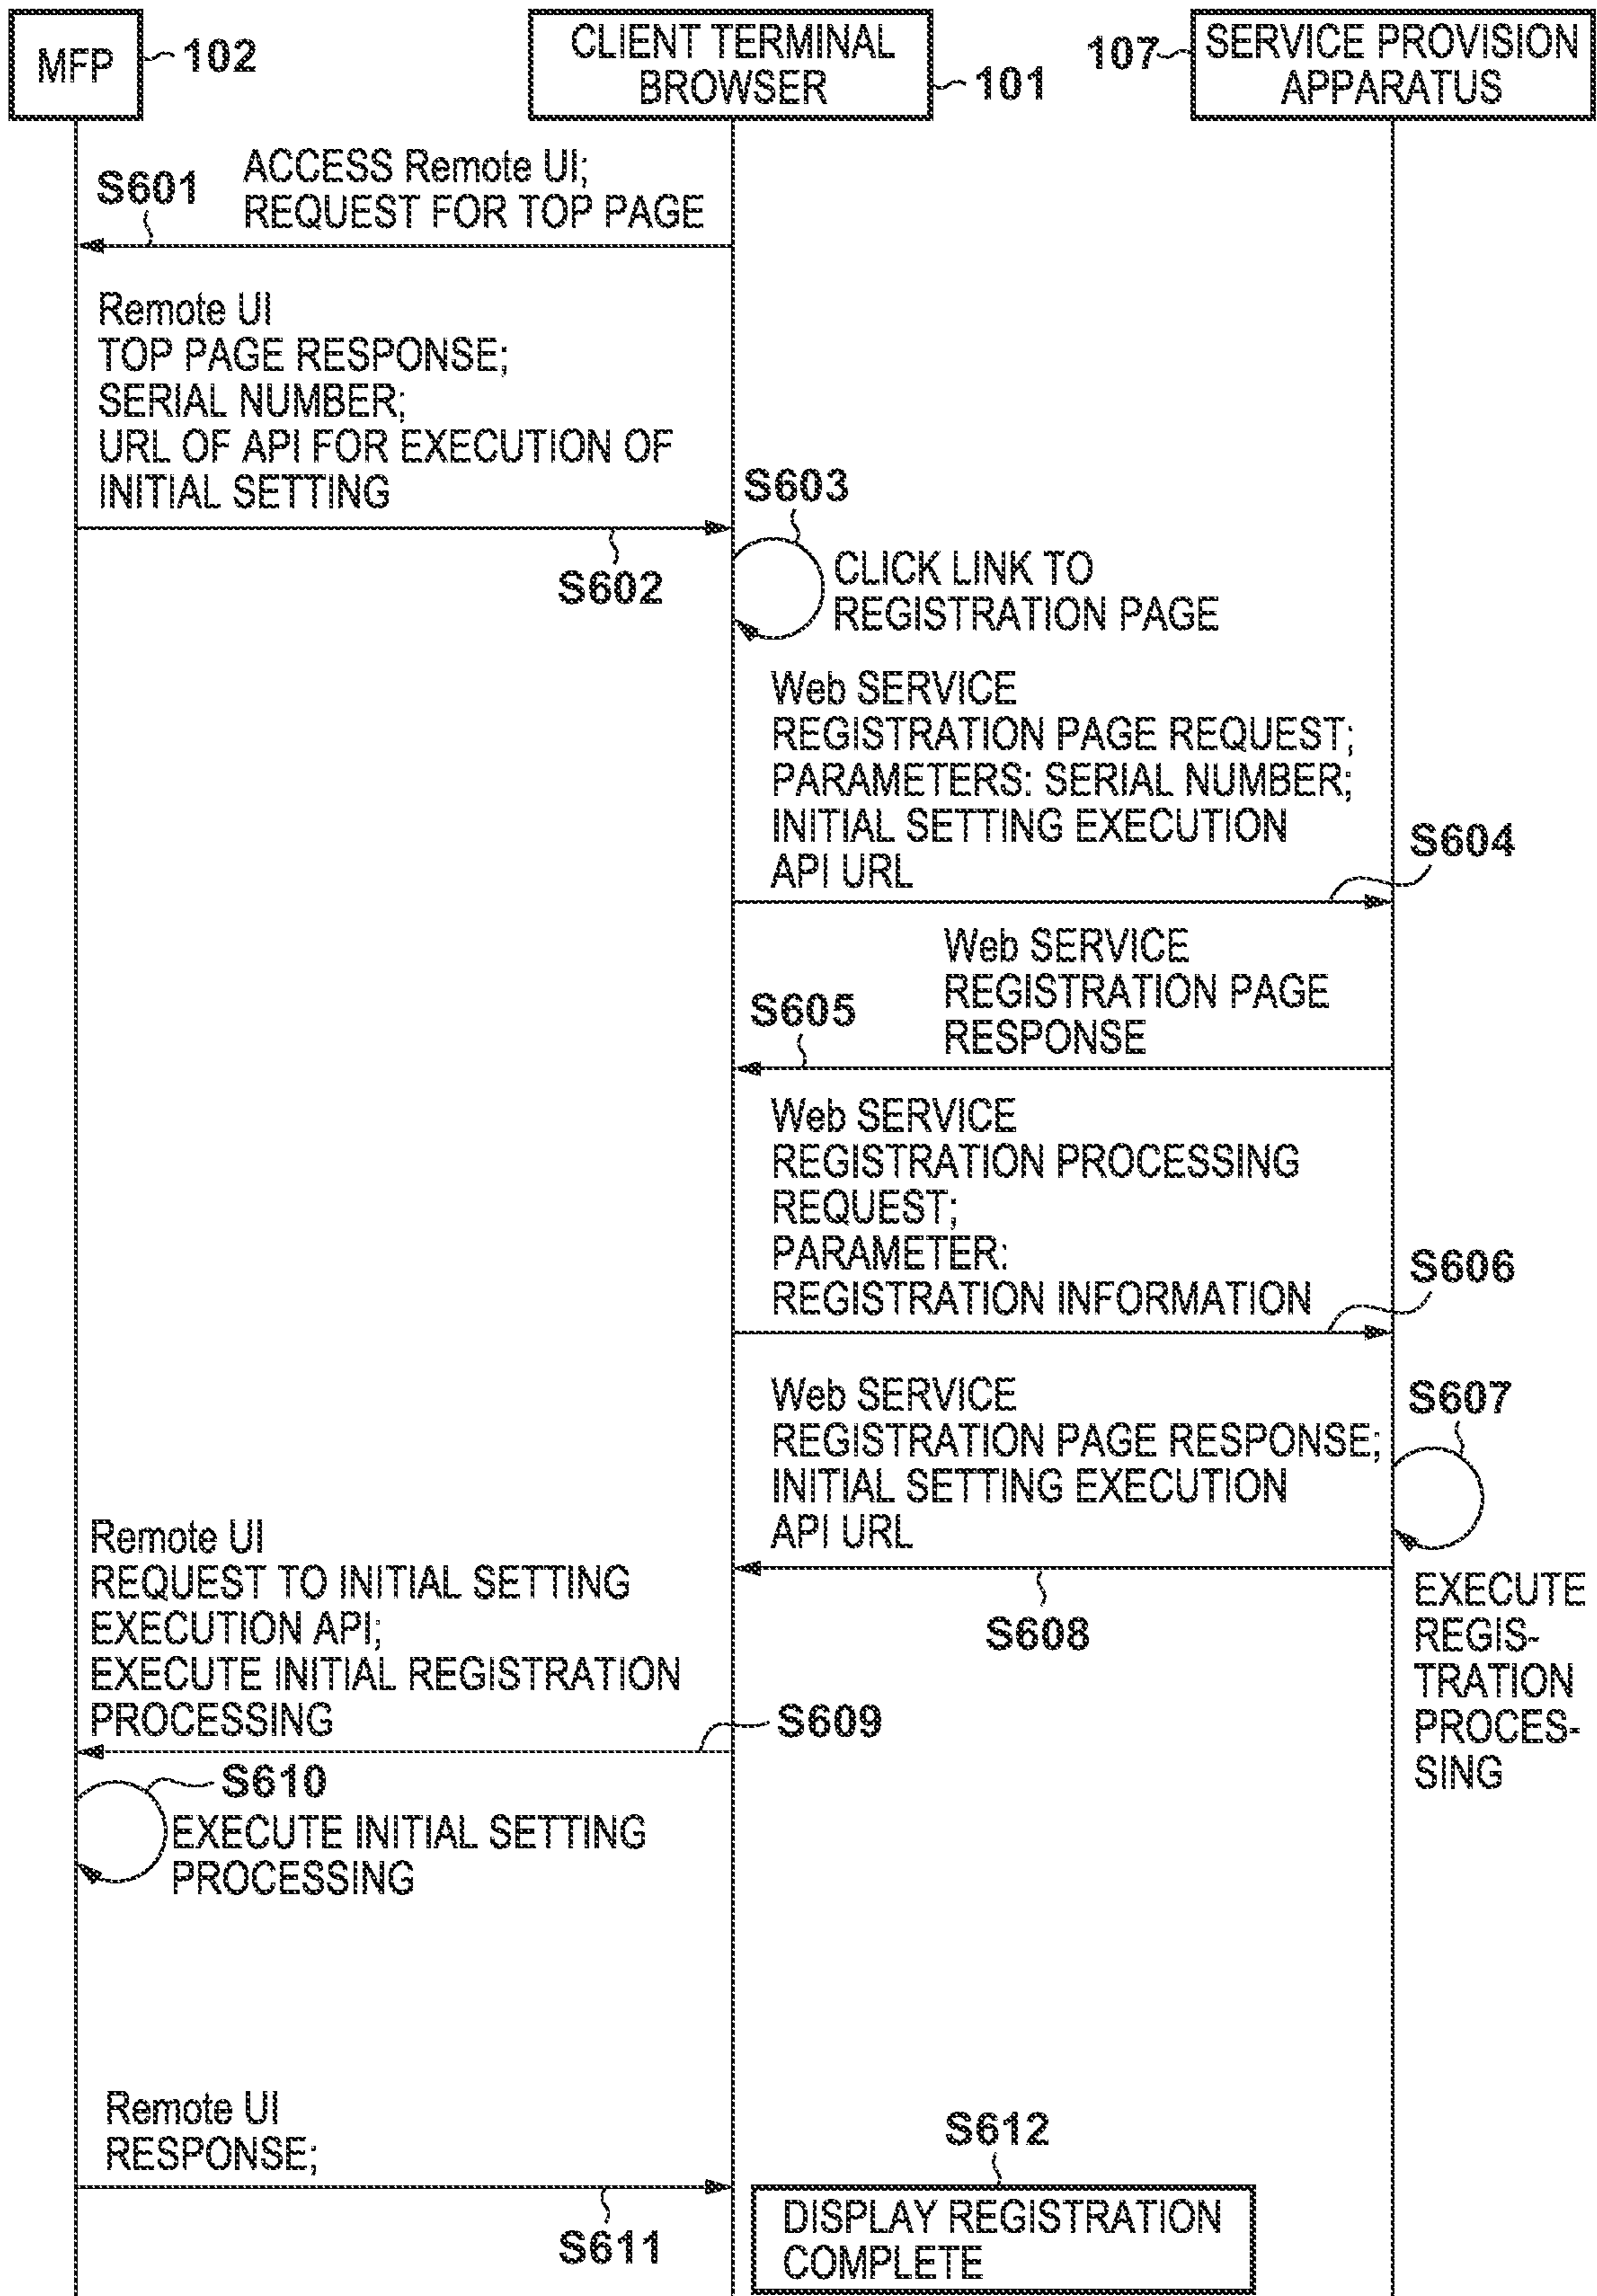 MFP
102
CLIENT TERMINAL
BROWSER
101
107
SERVICE PROVISION
APPARATUS
S601
ACCESS Remote UI;
REQUEST FOR TOP PAGE
Remote UI
TOP PAGE RESPONSE;
SERIAL NUMBER;
URL OF API FOR EXECUTION OF
INITIAL SETTING
S602
S603
CLICK LINK TO
REGISTRATION PAGE
Web SERVICE
REGISTRATION PAGE REQUEST;
PARAMETERS: SERIAL NUMBER;
INITIAL SETTING EXECUTION
API URL
S604
Web SERVICE
REGISTRATION PAGE
RESPONSE
S605
Web SERVICE
REGISTRATION PROCESSING
REQUEST;
PARAMETER:
REGISTRATION INFORMATION
S606
Web SERVICE
REGISTRATION PAGE RESPONSE;
INITIAL SETTING EXECUTION
API URL
S607
EXECUTE
REGIS-
TRATION
PROCES-
SING
S608
Remote UI
REQUEST TO INITIAL SETTING
EXECUTION API;
EXECUTE INITIAL REGISTRATION
PROCESSING
S609
S610
EXECUTE INITIAL SETTING
PROCESSING
Remote UI
RESPONSE;
S611
S612
DISPLAY REGISTRATION
COMPLETE